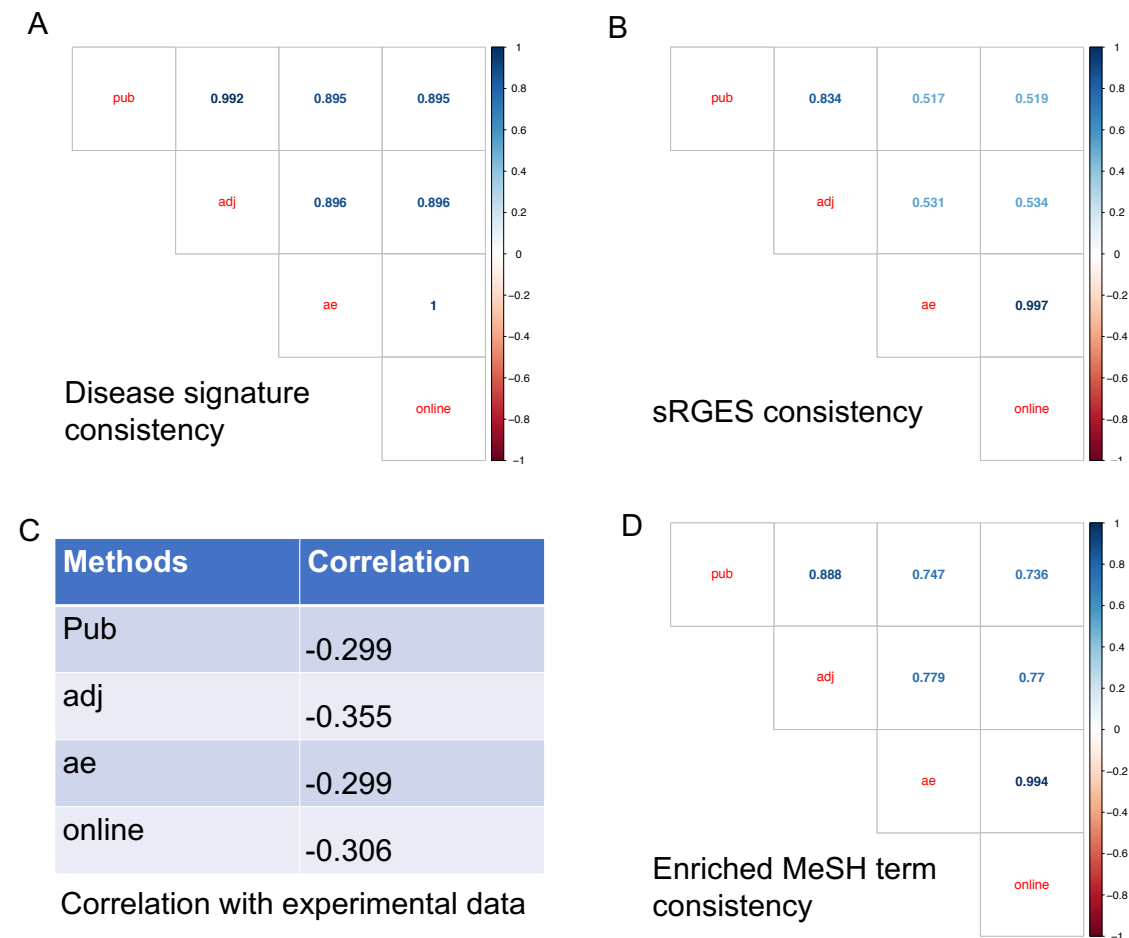 A
pub 0.992 0.895 0.895
adj 0.896 0.896
ae 1
online
1
0.8
0.6
0.4
0.2
0
−0.2
−0.4
−0.6
−0.8
−1
Disease signature
consistency
B
pub 0.834 0.517 0.519
adj 0.531 0.534
ae 0.997
online
1
0.8
0.6
0.4
0.2
0
−0.2
−0.4
−0.6
−0.8
−1
sRGES consistency
C
Methods Correlation
Pub -0.299
adj -0.355
ae -0.299
online -0.306
Correlation with experimental data
D
pub 0.888 0.747 0.736
adj 0.779 0.77
ae 0.994
online
1
0.8
0.6
0.4
0.2
0
−0.2
−0.4
−0.6
−0.8
−1
Enriched MeSH term
consistency